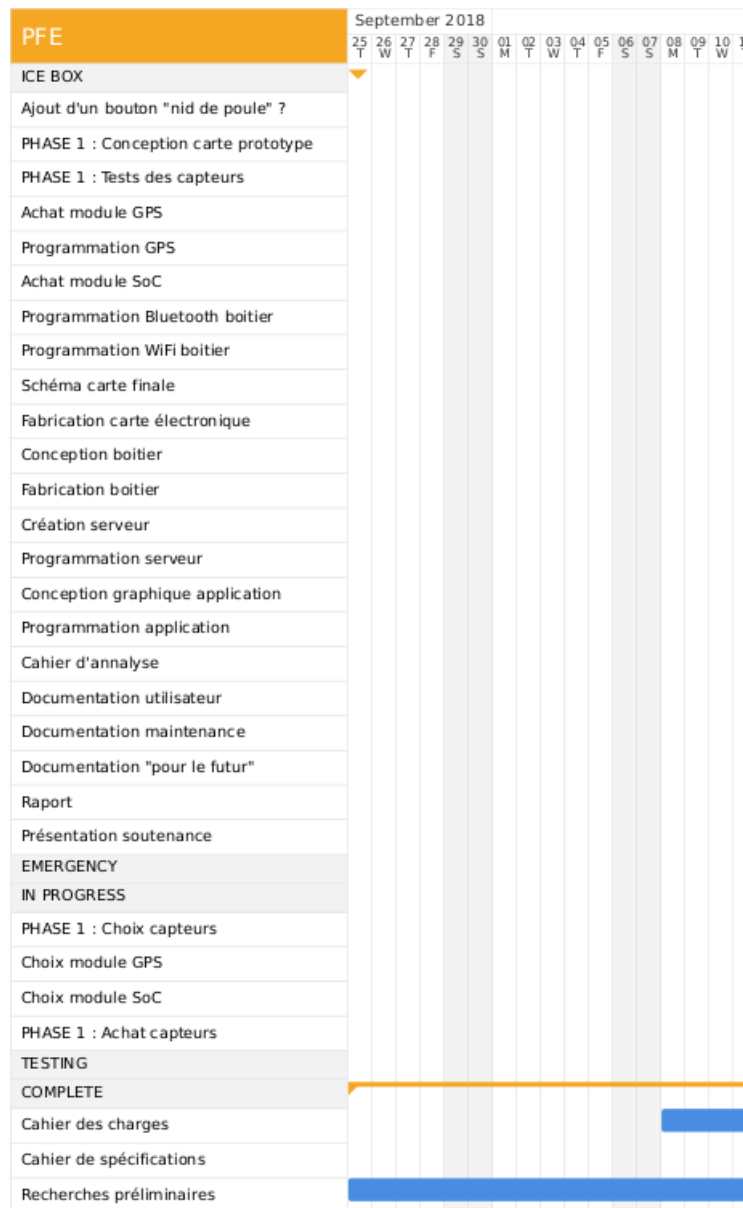 PFE
September 2018
25 26 27 28 29 30 01 02 03 04 05 06 07 08 09 10 1
T W T F S S M T W T F S S M T W
ICE BOX
Ajout d'un bouton "nid de poule" ?
PHASE 1 : Conception carte prototype
PHASE 1 : Tests des capteurs
Achat module GPS
Programmation GPS
Achat module SoC
Programmation Bluetooth boitier
Programmation WiFi boitier
Schéma carte finale
Fabrication carte électronique
Conception boitier
Fabrication boitier
Création serveur
Programmation serveur
Conception graphique application
Programmation application
Cahier d'annalyse
Documentation utilisateur
Documentation maintenance
Documentation "pour le futur"
Raport
Présentation soutenance
EMERGENCY
IN PROGRESS
PHASE 1 : Choix capteurs
Choix module GPS
Choix module SoC
PHASE 1 : Achat capteurs
TESTING
COMPLETE
Cahier des charges
Cahier de spécifications
Recherches préliminaires